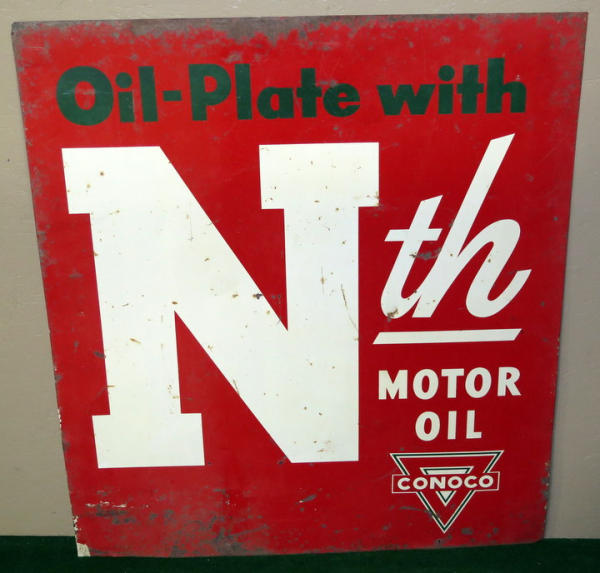 Oil-Plate with
Nth
MOTOR
OIL
CONOCO